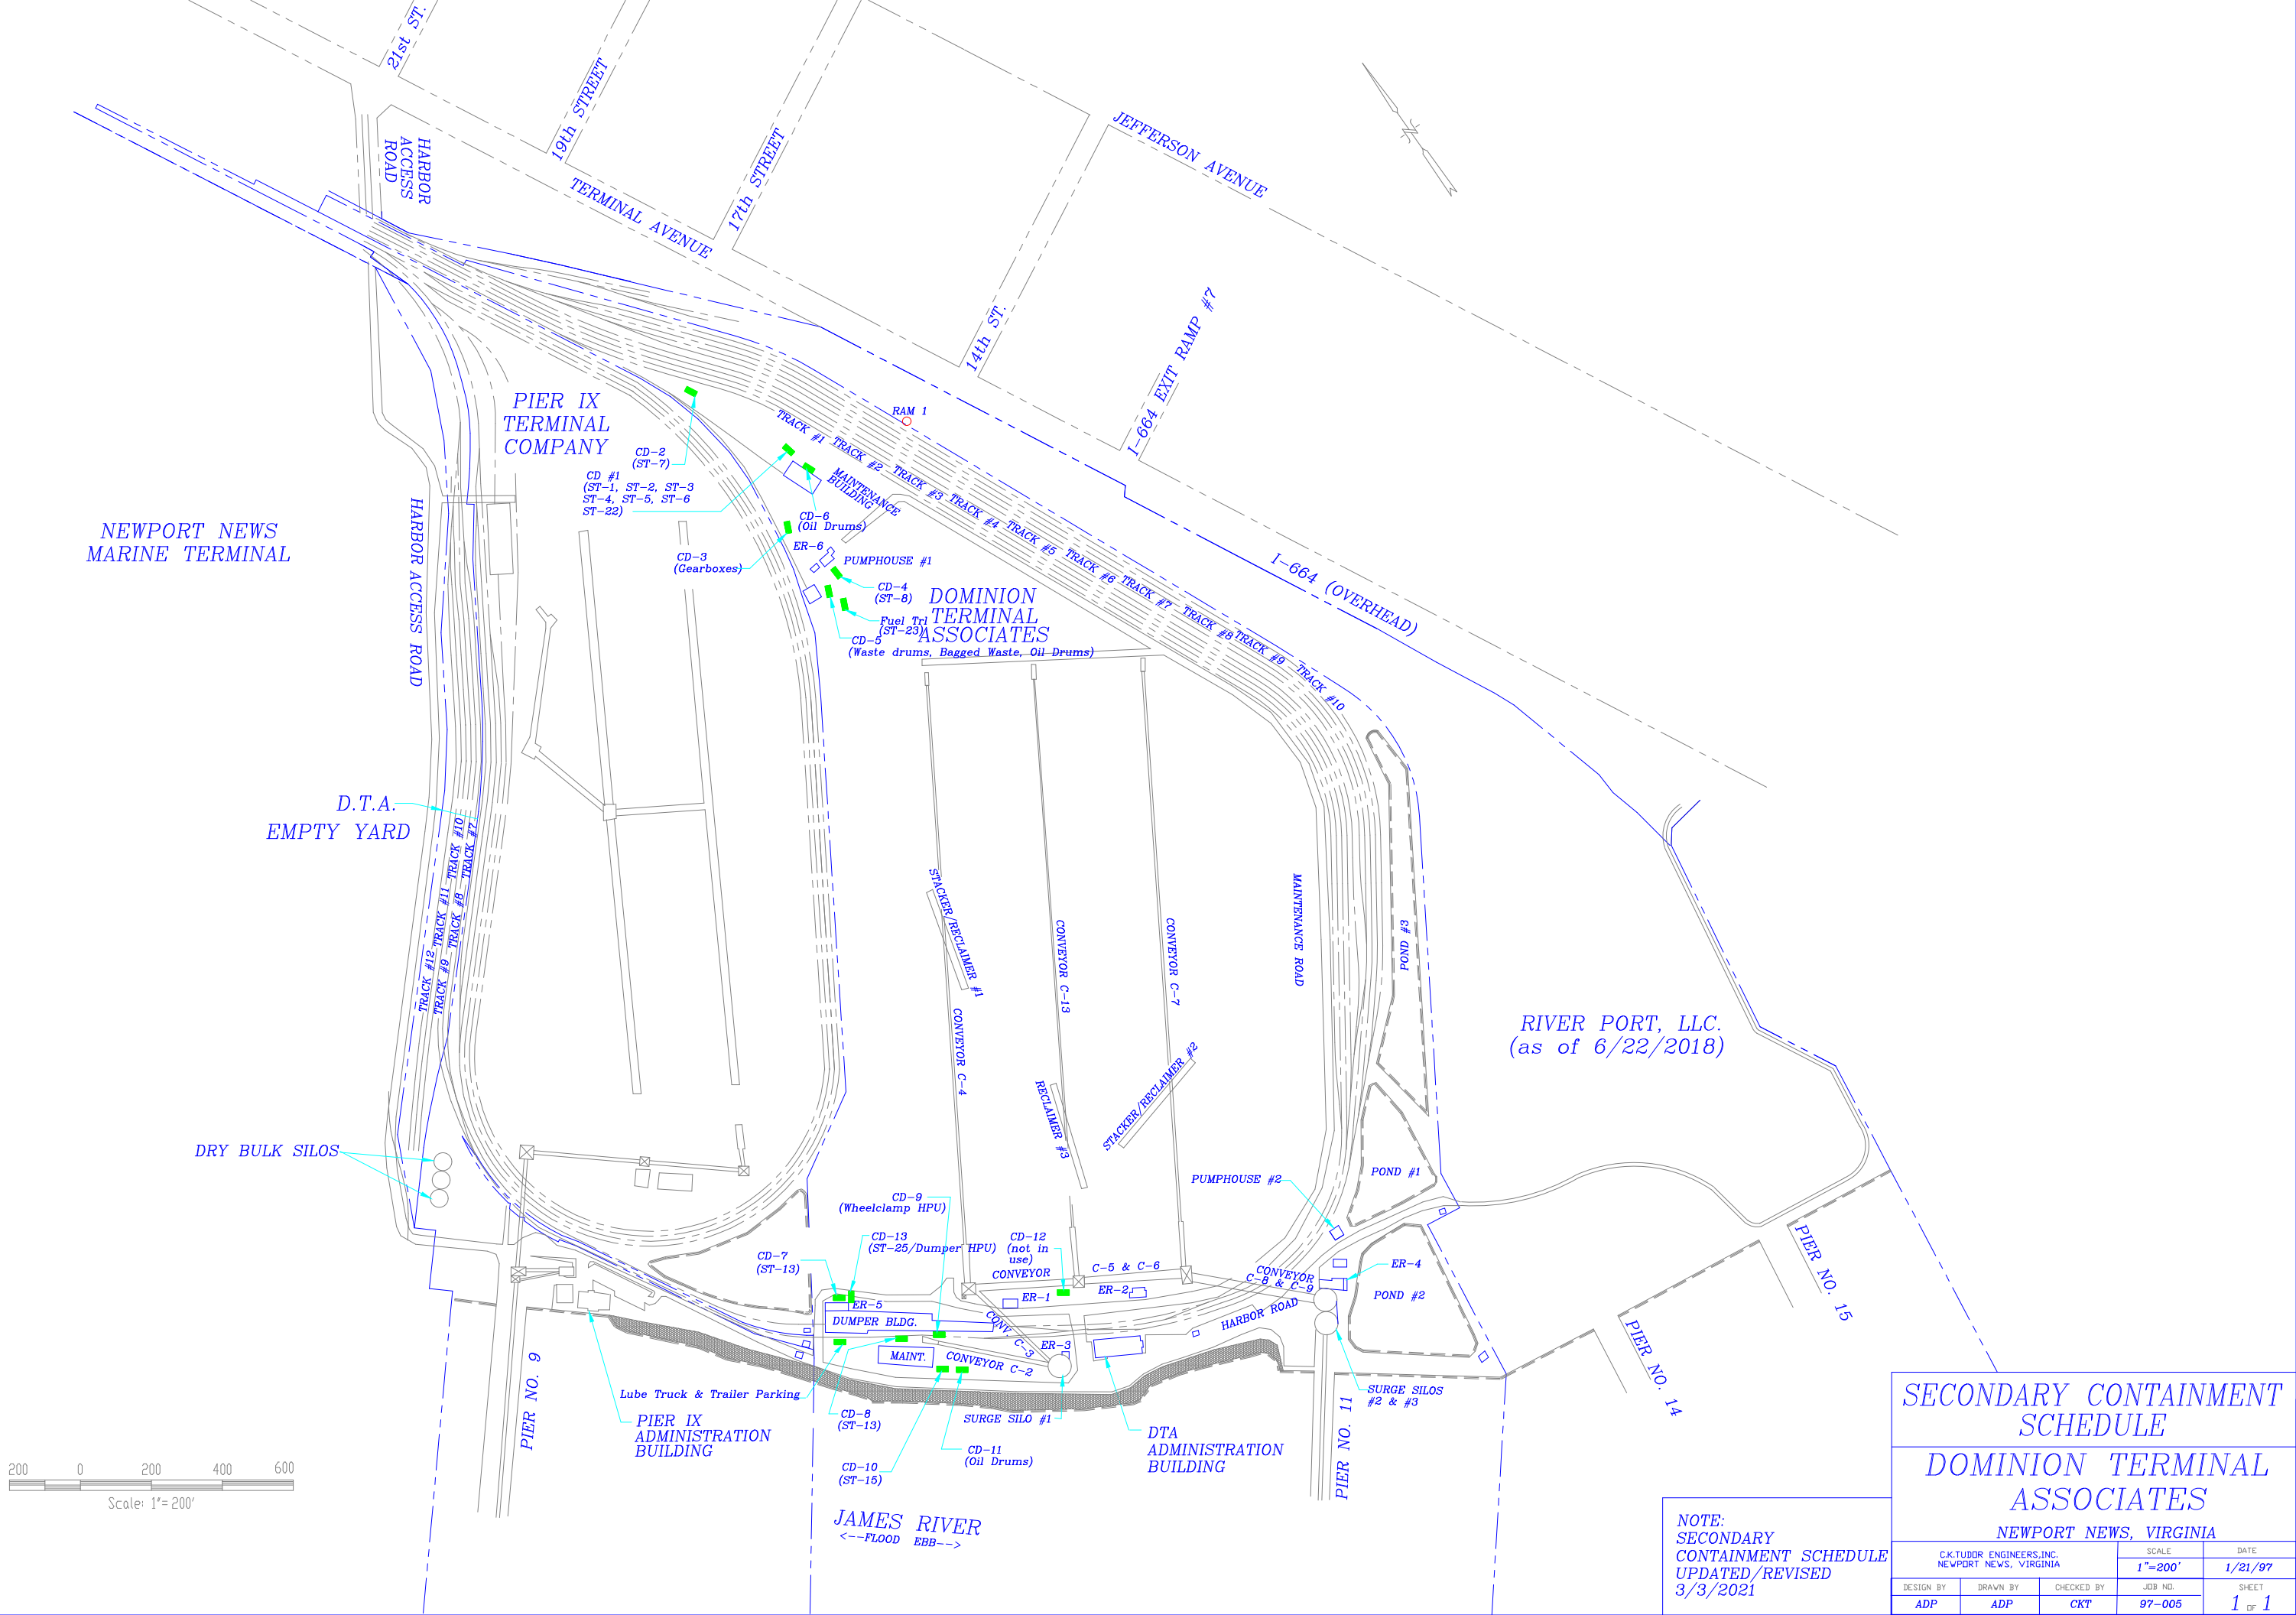 21st ST.
19th STREET
17th STREET
HARBOR
ACCESS
ROAD
TERMINAL AVENUE
JEFFERSON AVENUE
N
14th ST.
I-664 EXIT RAMP #7
I-664 (OVERHEAD)
PIER IX
TERMINAL
COMPANY
RAM 1
TRACK #1
TRACK #2
TRACK #3
TRACK #4
TRACK #5
TRACK #6
TRACK #7
TRACK #8
TRACK #9
TRACK #10
CD-2
(ST-7)
CD #1
(ST-1, ST-2, ST-3
ST-4, ST-5, ST-6
ST-22)
MAINTENANCE
BUILDING
CD-6
(Oil Drums)
ER-6
CD-3
(Gearboxes)
PUMPHOUSE #1
CD-4
(ST-8)
Fuel Trl
(ST-23)
CD-5
(Waste drums, Bagged Waste, Oil Drums)
DOMINION
TERMINAL
ASSOCIATES
NEWPORT NEWS
MARINE TERMINAL
HARBOR ACCESS ROAD
D.T.A.
EMPTY YARD
TRACK #10
TRACK #7
TRACK #11
TRACK #8
TRACK #12
TRACK #9
STACKER/RECLAIMER #1
CONVEYOR C-13
CONVEYOR C-7
MAINTENANCE ROAD
POND #3
CONVEYOR C-4
RECLAIMER #3
STACKER/RECLAIMER #2
RIVER PORT, LLC.
(as of 6/22/2018)
DRY BULK SILOS
POND #1
PUMPHOUSE #2
CD-9
(Wheelclamp HPU)
CD-13
(ST-25/Dumper HPU)
CD-12
(not in
use)
CD-7
(ST-13)
CONVEYOR C-5 & C-6
CONVEYOR
C-8 & C-9
ER-4
ER-1
ER-2
POND #2
ER-5
DUMPER BLDG.
CONV. C-3
HARBOR ROAD
ER-3
MAINT.
CONVEYOR C-2
Lube Truck & Trailer Parking
CD-8
(ST-13)
SURGE SILO #1
SURGE SILOS
#2 & #3
PIER NO. 9
PIER IX
ADMINISTRATION
BUILDING
CD-11
(Oil Drums)
CD-10
(ST-15)
DTA
ADMINISTRATION
BUILDING
PIER NO. 11
PIER NO. 14
PIER NO. 15
JAMES RIVER
<--FLOOD EBB-->
200 0 200 400 600
Scale: 1"= 200'
NOTE:
SECONDARY
CONTAINMENT SCHEDULE
UPDATED/REVISED
3/3/2021
SECONDARY CONTAINMENT
SCHEDULE
DOMINION TERMINAL
ASSOCIATES
NEWPORT NEWS, VIRGINIA
C.K.TUDOR ENGINEERS,INC.
NEWPORT NEWS, VIRGINIA
SCALE
1"=200'
DATE
1/21/97
DESIGN BY
ADP
DRAWN BY
ADP
CHECKED BY
CKT
JOB NO.
97-005
SHEET
1 OF 1